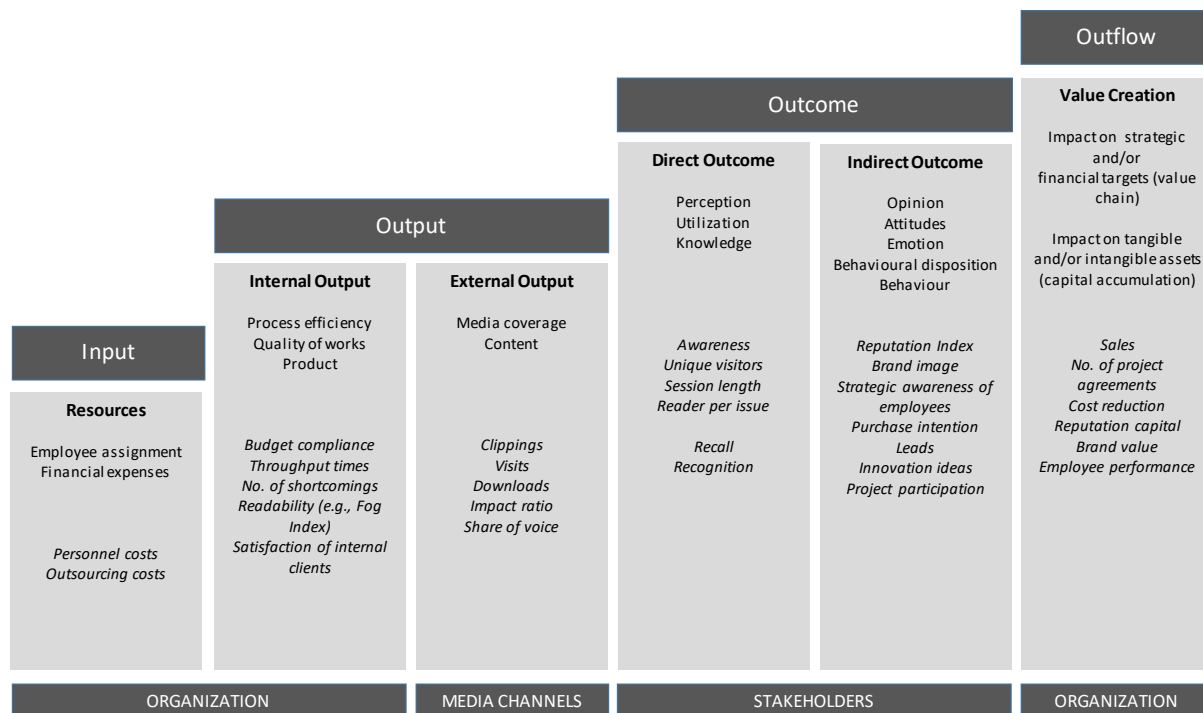 Input
Resources
Employee assignment
Financial expenses
Personnel costs
Outsourcing costs
Output
Internal Output
Process efficiency
Quality of works
Product
Budget compliance
Throughput times
No. of shortcomings
Readability (e.g., Fog
Index)
Satisfaction of internal
clients
External Output
Media coverage
Content
Clippings
Visits
Downloads
Impact ratio
Share of voice
Outcome
Direct Outcome
Perception
Utilization
Knowledge
Awareness
Unique visitors
Session length
Reader per issue
Recall
Recognition
Indirect Outcome
Opinion
Attitudes
Emotion
Behavioural disposition
Behaviour
Reputation Index
Brand image
Strategic awareness of
employees
Purchase intention
Leads
Innovation ideas
Project participation
Outflow
Value Creation
Impact on strategic
and/or
financial targets (value
chain)
Impact on tangible
and/or intangible assets
(capital accumulation)
Sales
No. of project
agreements
Cost reduction
Reputation capital
Brand value
Employee performance
ORGANIZATION
MEDIA CHANNELS
STAKEHOLDERS
ORGANIZATION